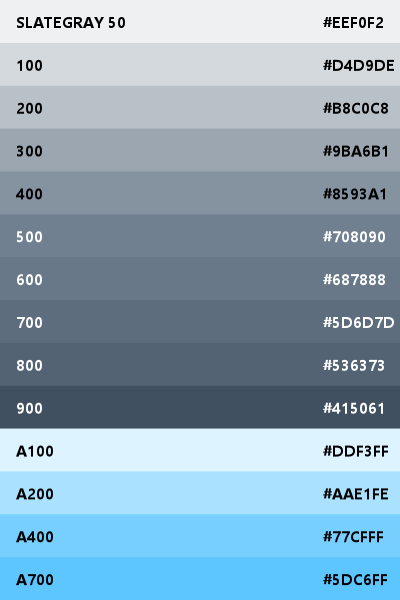 SLATEGRAY 50 #EEF0F2
100 #D4D9DE
200 #B8C0C8
300 #9BA6B1
400 #8593A1
500 #708090
600 #687888
700 #5D6D7D
800 #536373
900 #415061
A100 #DDF3FF
A200 #AAE1FE
A400 #77CFFF
A700 #5DC6FF